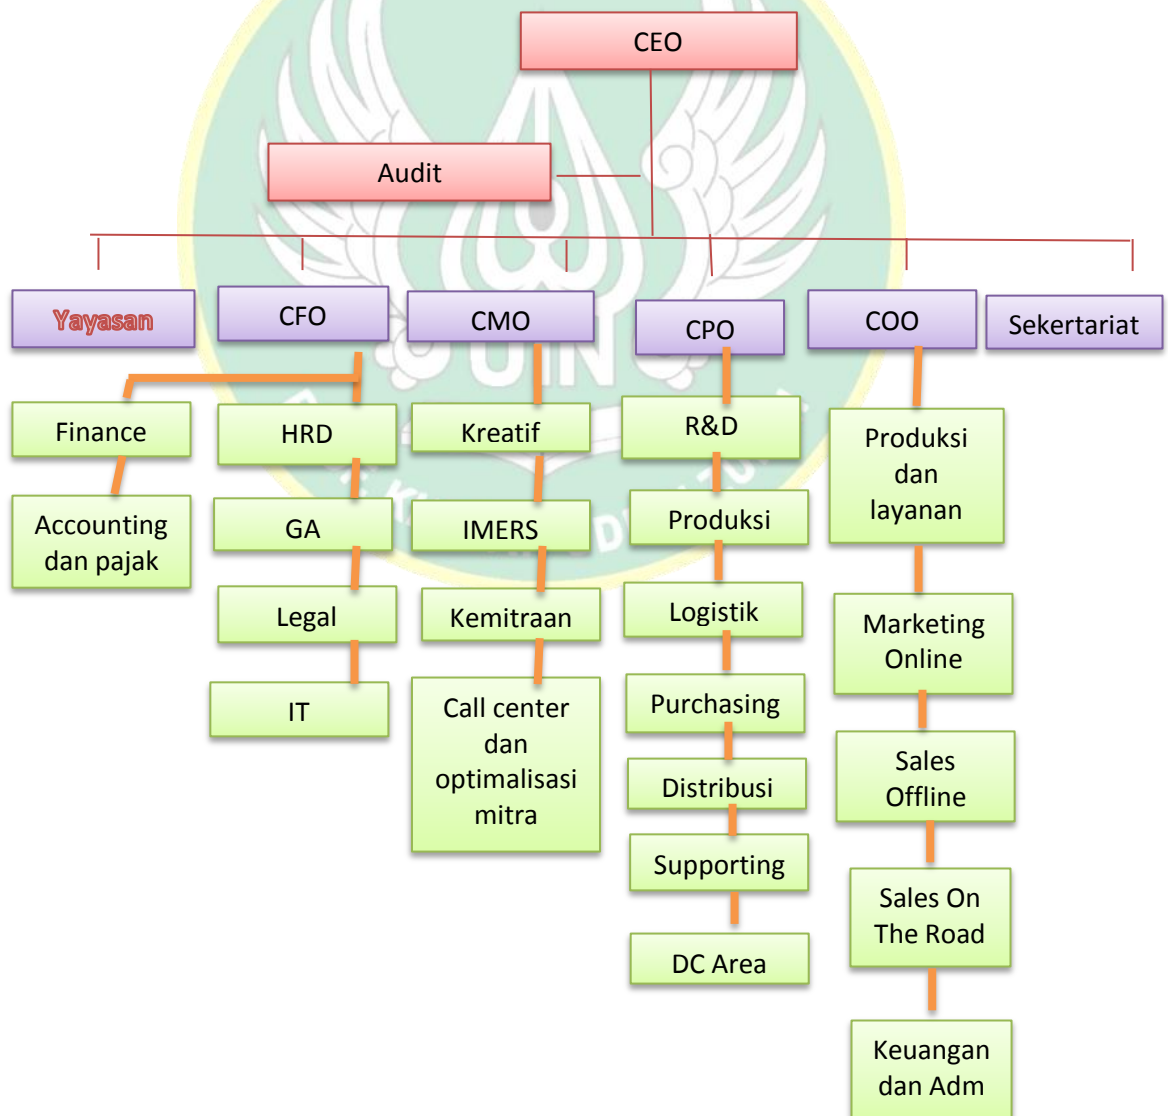 CEO
Audit
Yayasan
CFO
CMO
CPO
COO
Sekertariat
Finance
HRD
Kreatif
R&D
Produksi
dan
layanan
Accounting
dan pajak
GA
IMERS
Produksi
Legal
Kemitraan
Logistik
Marketing
Online
IT
Call center
dan
optimalisasi
mitra
Purchasing
Sales
Offline
Distribusi
Supporting
Sales On
The Road
DC Area
Keuangan
dan Adm
UIN